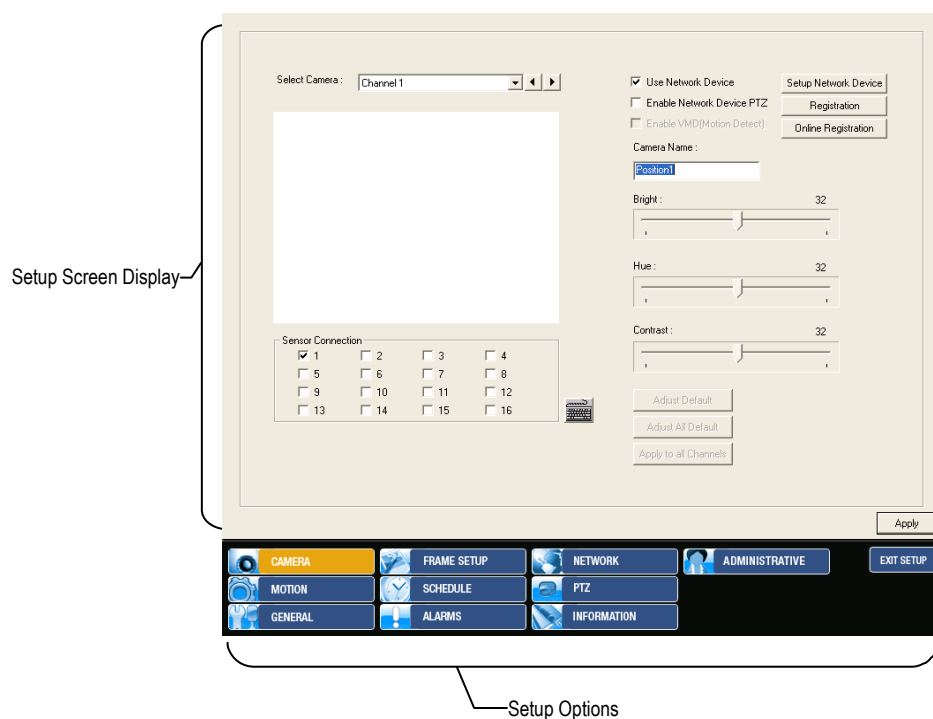 Select Camera :
Channel 1
Use Network Device
Setup Network Device
Enable Network Device PTZ
Registration
Enable VMD(Motion Detect)
Online Registration
Camera Name :
Position1
Bright :
32
Hue :
32
Setup Screen Display
Contrast :
32
Sensor Connection
1 2 3 4
5 6 7 8
9 10 11 12
13 14 15 16
Adjust Default
Adjust All Default
Apply to all Channels
Apply
CAMERA FRAME SETUP NETWORK ADMINISTRATIVE EXIT SETUP
MOTION SCHEDULE PTZ
GENERAL ALARMS INFORMATION
Setup Options